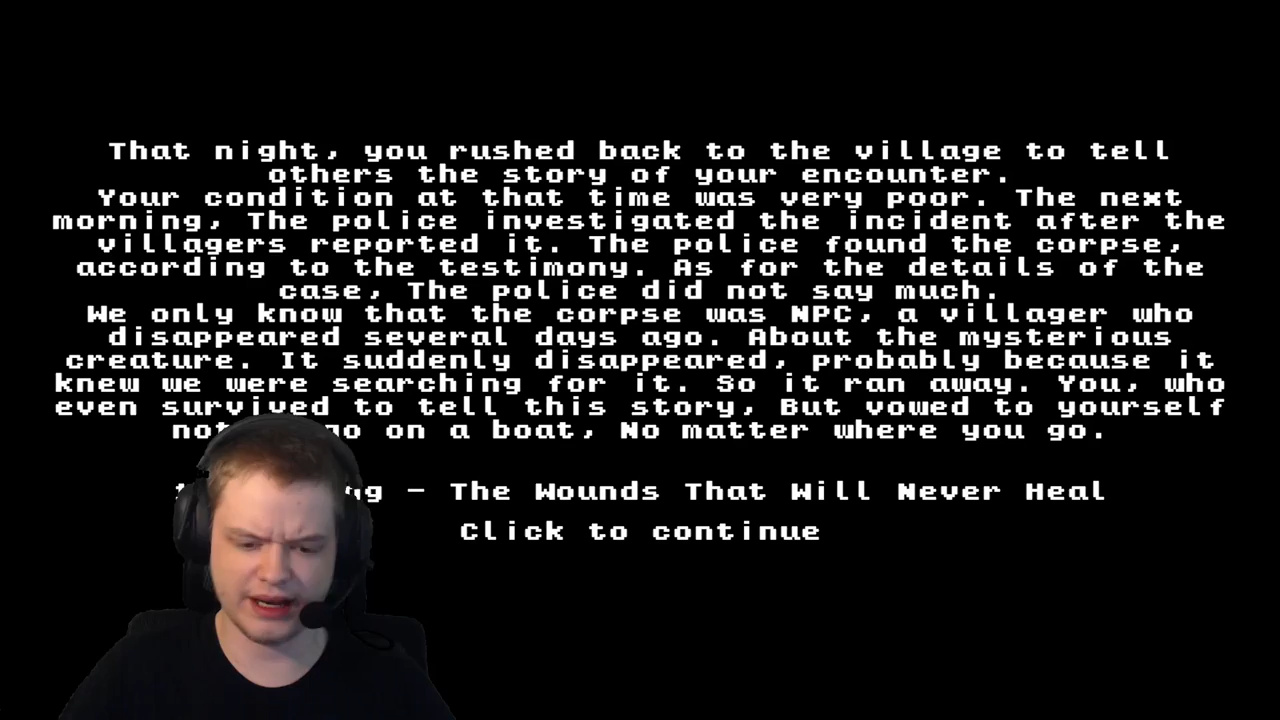 That night, you rushed back to the village to tell
others the story of your encounter.
Your condition at that time was very poor. The next
morning, The police investigated the incident after the
villagers reported it. The police found the corpse,
according to the testimony. As for the details of the
case, The police did not say much.
We only know that the corpse was NPC, a villager who
disappeared several days ago. About the mysterious
creature. It suddenly disappeared, probably because it
knew we were searching for it. So it ran away. You, who
even survived to tell this story, But vowed to yourself
go on a boat, No matter where you go.
- The Wounds That Will Never Heal
Click to continue